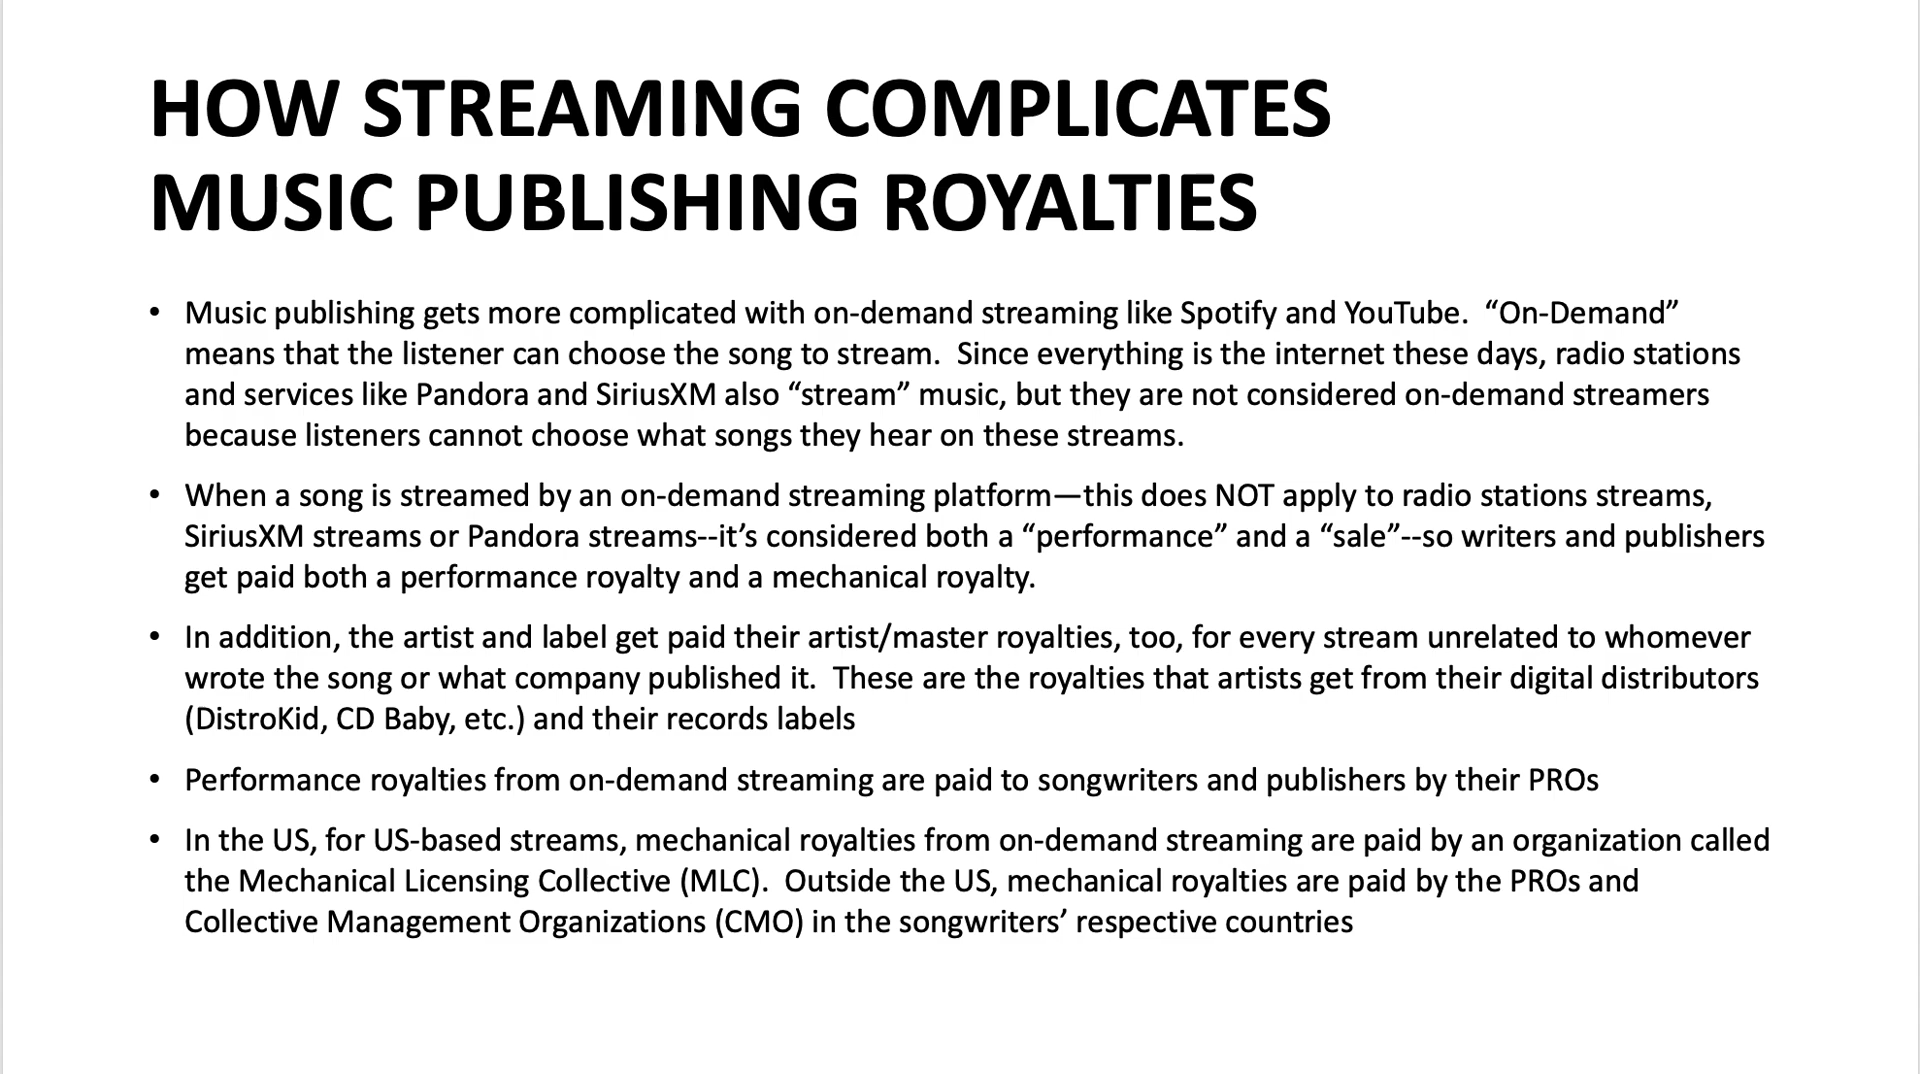 HOW STREAMING COMPLICATES
MUSIC PUBLISHING ROYALTIES
• Music publishing gets more complicated with on-demand streaming like Spotify and YouTube.  “On-Demand”
means that the listener can choose the song to stream.  Since everything is the internet these days, radio stations
and services like Pandora and SiriusXM also “stream” music, but they are not considered on-demand streamers
because listeners cannot choose what songs they hear on these streams.
• When a song is streamed by an on-demand streaming platform—this does NOT apply to radio stations streams,
SiriusXM streams or Pandora streams--it’s considered both a “performance” and a “sale”--so writers and publishers
get paid both a performance royalty and a mechanical royalty.
• In addition, the artist and label get paid their artist/master royalties, too, for every stream unrelated to whomever
wrote the song or what company published it.  These are the royalties that artists get from their digital distributors
(DistroKid, CD Baby, etc.) and their records labels
• Performance royalties from on-demand streaming are paid to songwriters and publishers by their PROs
• In the US, for US-based streams, mechanical royalties from on-demand streaming are paid by an organization called
the Mechanical Licensing Collective (MLC).  Outside the US, mechanical royalties are paid by the PROs and
Collective Management Organizations (CMO) in the songwriters’ respective countries